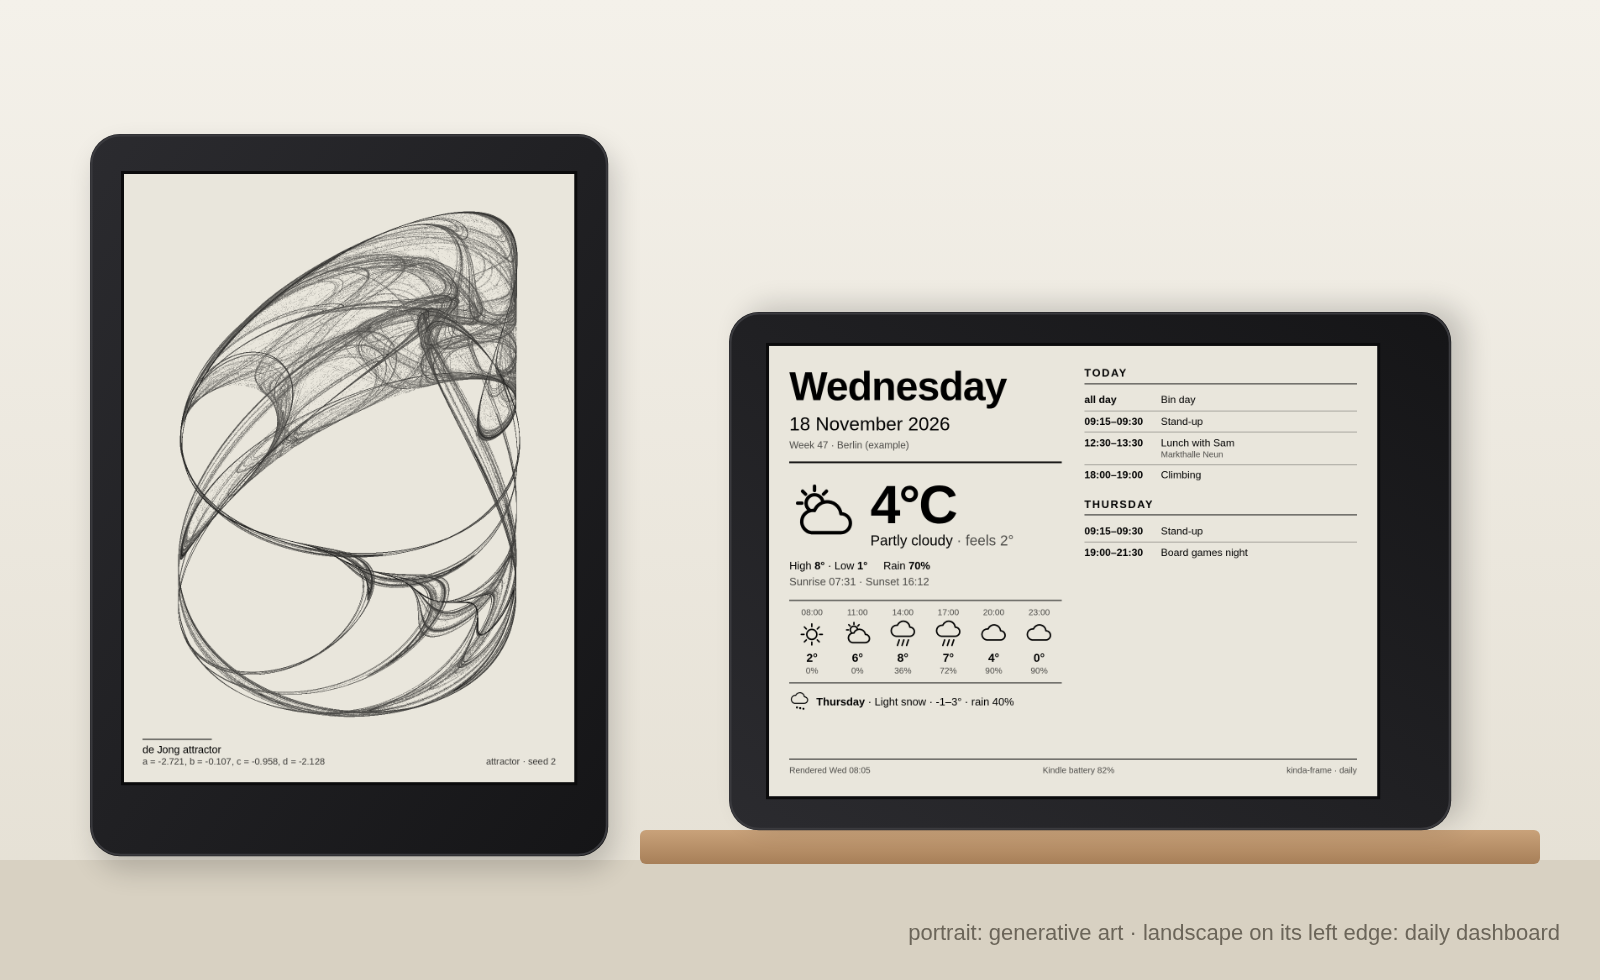 de Jong attractor
a = -2.721, b = -0.107, c = -0.958, d = -2.128
attractor · seed 2
Wednesday
18 November 2026
Week 47 · Berlin (example)
4°C
Partly cloudy · feels 2°
High 8° · Low 1° Rain 70%
Sunrise 07:31 · Sunset 16:12
08:00 11:00 14:00 17:00 20:00 23:00
2° 6° 8° 7° 4° 0°
0% 0% 36% 72% 90% 90%
Thursday · Light snow · -1–3° · rain 40%
TODAY
all day Bin day
09:15–09:30 Stand-up
12:30–13:30 Lunch with Sam
Markthalle Neun
18:00–19:00 Climbing
THURSDAY
09:15–09:30 Stand-up
19:00–21:30 Board games night
Rendered Wed 08:05 Kindle battery 82% kinda-frame · daily
portrait: generative art · landscape on its left edge: daily dashboard